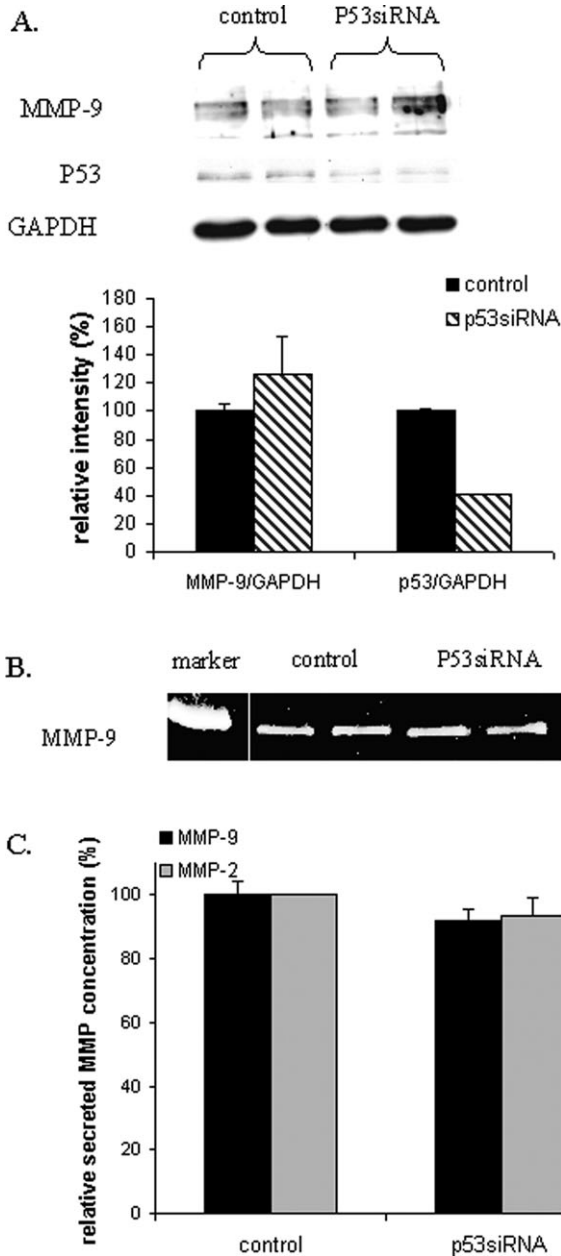 A.
control P53siRNA
MMP-9
P53
GAPDH
control
p53siRNA
relative intensity (%)
180
160
140
120
100
80
60
40
20
0
MMP-9/GAPDH p53/GAPDH
B.
marker control P53siRNA
MMP-9
C.
MMP-9
MMP-2
relative secreted MMP concentration (%)
100
80
60
40
20
0
control p53siRNA